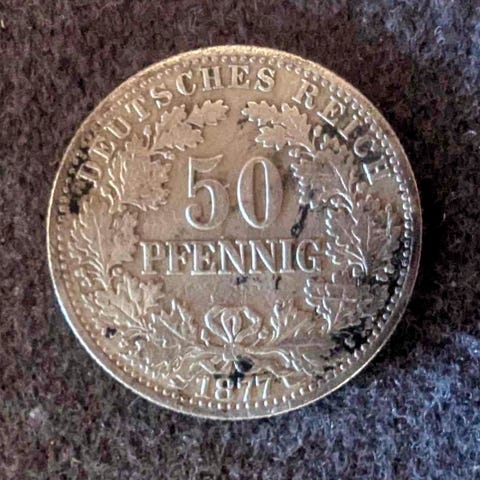 DEUTSCHES REICH
50
PFENNIG
1877